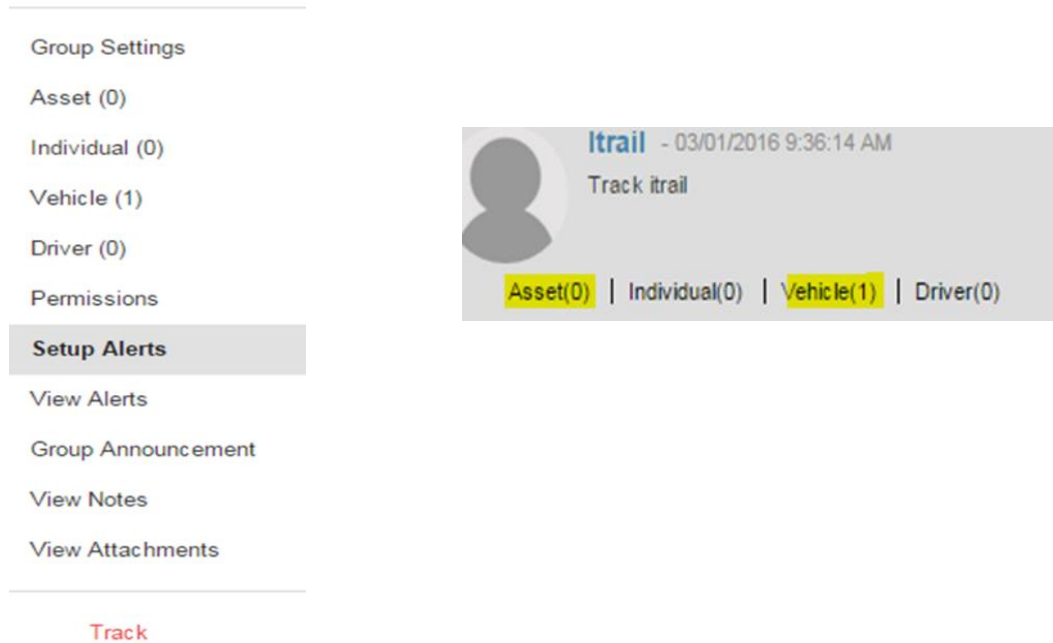 Group Settings
Asset (0)
Individual (0)
Vehicle (1)
Driver (0)
Permissions
Setup Alerts
View Alerts
Group Announcement
View Notes
View Attachments
Track
Itrail - 03/01/2016 9:36:14 AM
Track itrail
Asset(0) | Individual(0) | Vehicle(1) | Driver(0)